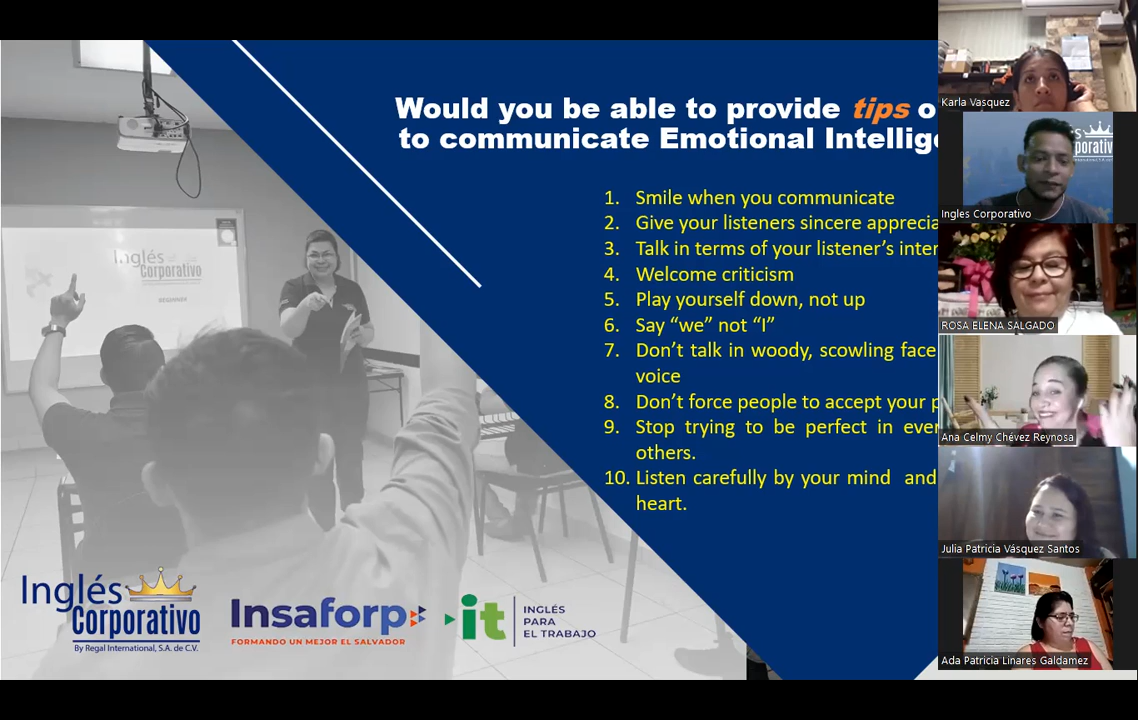 Would you be able to provide tips o
to communicate Emotional Intellige
1. Smile when you communicate
2. Give your listeners sincere apprecia
3. Talk in terms of your listener's inter
4. Welcome criticism
5. Play yourself down, not up
6. Say “we” not “I”
7. Don't talk in woody, scowling face
voice
8. Don't force people to accept your p
9. Stop trying to be perfect in ever
others.
10. Listen carefully by your mind and
heart.
Inglés
Corporativo
BEGINNER
Inglés
Corporativo
By Regal International, S.A. de C.V.
Insaforp
FORMANDO UN MEJOR EL SALVADOR
it
INGLÉS
PARA
EL TRABAJO
Karla Vasquez
Ingles Corporativo
ROSA ELENA SALGADO
Ana Celmy Chévez Reynosa
Julia Patricia Vásquez Santos
Ada Patricia Linares Galdamez